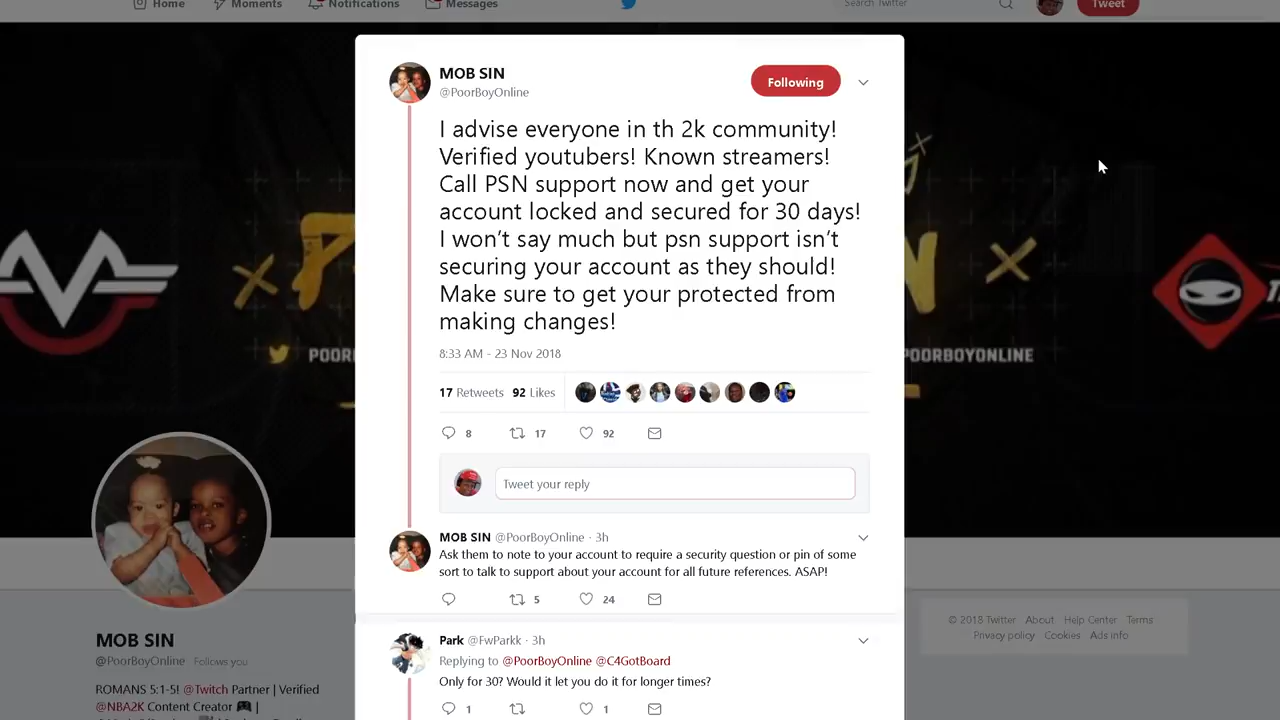 Home Moments Notifications Messages Search Twitter Tweet
MOB SIN
@PoorBoyOnline
Following
I advise everyone in th 2k community!
Verified youtubers! Known streamers!
Call PSN support now and get your
account locked and secured for 30 days!
I won’t say much but psn support isn’t
securing your account as they should!
Make sure to get your protected from
making changes!
8:33 AM - 23 Nov 2018
17 Retweets 92 Likes
8 17 92
Tweet your reply
MOB SIN @PoorBoyOnline · 3h
Ask them to note to your account to require a security question or pin of some
sort to talk to support about your account for all future references. ASAP!
5 24
Park @FwParkk · 3h
Replying to @PoorBoyOnline @C4GotBoard
Only for 30? Would it let you do it for longer times?
1 1
POORBOYONLINE
MOB SIN
@PoorBoyOnline Follows you
ROMANS 5:1-5! @Twitch Partner | Verified
@NBA2K Content Creator 🎮 |
© 2018 Twitter About Help Center Terms
Privacy policy Cookies Ads info